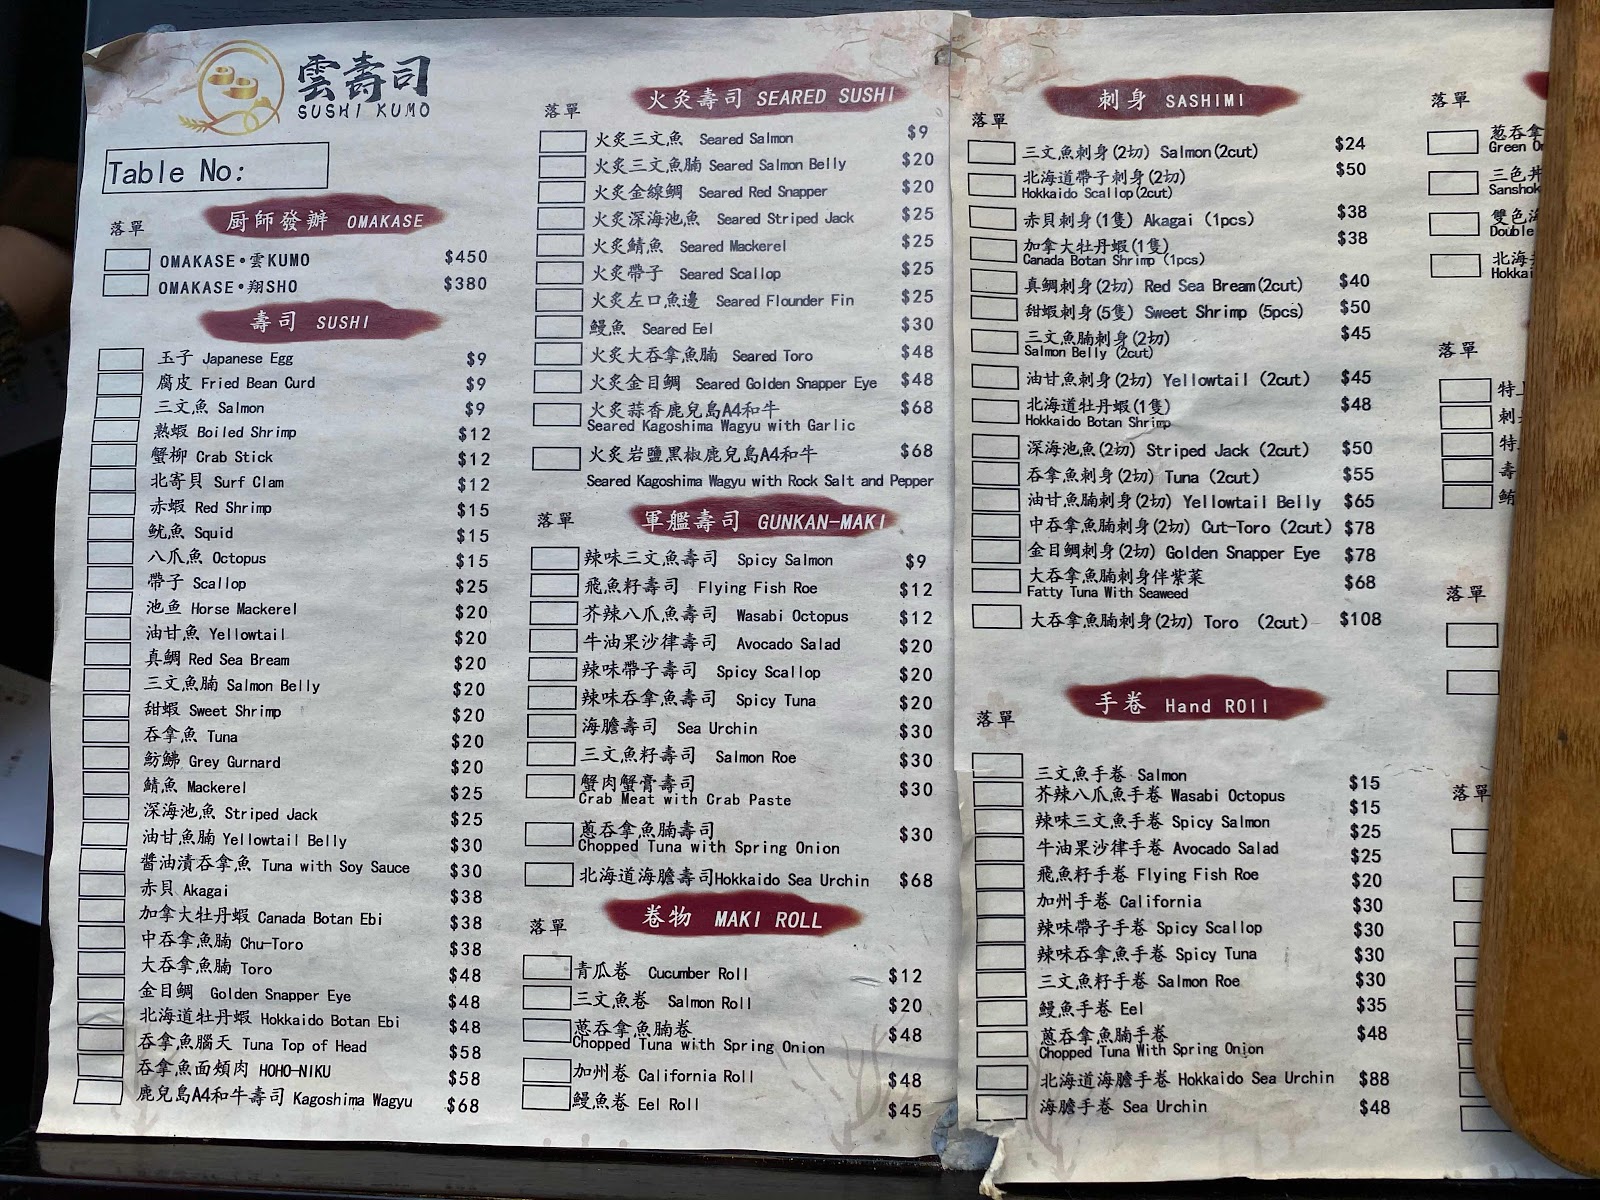 雲壽司
SUSHI KUMO
Table No:
落單
厨師發辦 OMAKASE
OMAKASE•雲KUMO $450
OMAKASE•翔SHO $380
壽司 SUSHI
玉子 Japanese Egg $9
腐皮 Fried Bean Curd $9
三文魚 Salmon $9
熟蝦 Boiled Shrimp $12
蟹柳 Crab Stick $12
北寄貝 Surf Clam $12
赤蝦 Red Shrimp $15
魷魚 Squid $15
八爪魚 Octopus $15
帶子 Scallop $25
池鱼 Horse Mackerel $20
油甘魚 Yellowtail $20
真鯛 Red Sea Bream $20
三文魚腩 Salmon Belly $20
甜蝦 Sweet Shrimp $20
吞拿魚 Tuna $20
魴鮄 Grey Gurnard $20
鯖魚 Mackerel $25
深海池魚 Striped Jack $25
油甘魚腩 Yellowtail Belly $30
醬油漬吞拿魚 Tuna with Soy Sauce $30
赤貝 Akagai $38
加拿大牡丹蝦 Canada Botan Ebi $38
中吞拿魚腩 Chu-Toro $38
大吞拿魚腩 Toro $48
金目鯛 Golden Snapper Eye $48
北海道牡丹蝦 Hokkaido Botan Ebi $48
吞拿魚腦天 Tuna Top of Head $58
吞拿魚面頰肉 HOHO-NIKU $58
鹿兒島A4和牛壽司 Kagoshima Wagyu $68
落單
火灸壽司 SEARED SUSHI
火炙三文魚 Seared Salmon $9
火炙三文魚腩 Seared Salmon Belly $20
火炙金線鯛 Seared Red Snapper $20
火炙深海池魚 Seared Striped Jack $25
火炙鯖魚 Seared Mackerel $25
火炙帶子 Seared Scallop $25
火炙左口魚邊 Seared Flounder Fin $25
鰻魚 Seared Eel $30
火炙大吞拿魚腩 Seared Toro $48
火炙金目鯛 Seared Golden Snapper Eye $48
火炙蒜香鹿兒島A4和牛 $68
Seared Kagoshima Wagyu with Garlic
火炙岩鹽黑椒鹿兒島A4和牛 $68
Seared Kagoshima Wagyu with Rock Salt and Pepper
落單
軍艦壽司 GUNKAN-MAKI
辣味三文魚壽司 Spicy Salmon $9
飛魚籽壽司 Flying Fish Roe $12
芥辣八爪魚壽司 Wasabi Octopus $12
牛油果沙律壽司 Avocado Salad $20
辣味帶子壽司 Spicy Scallop $20
辣味吞拿魚壽司 Spicy Tuna $20
海膽壽司 Sea Urchin $30
三文魚籽壽司 Salmon Roe $30
蟹肉蟹膏壽司 $30
Crab Meat with Crab Paste
蔥吞拿魚腩壽司 $30
Chopped Tuna with Spring Onion
北海道海膽壽司Hokkaido Sea Urchin $68
落單
卷物 MAKI ROLL
青瓜卷 Cucumber Roll $12
三文魚卷 Salmon Roll $20
蔥吞拿魚腩卷 $48
Chopped Tuna with Spring Onion
加州卷 California Roll $48
鰻魚卷 Eel Roll $45
落單
刺身 SASHIMI
三文魚刺身(2切) Salmon(2cut) $24
北海道帶子刺身(2切) $50
Hokkaido Scallop(2cut)
赤貝刺身(1隻) Akagai (1pcs) $38
加拿大牡丹蝦(1隻) $38
Canada Botan Shrimp (1pcs)
真鯛刺身(2切) Red Sea Bream(2cut) $40
甜蝦刺身(5隻) Sweet Shrimp (5pcs) $50
三文魚腩刺身(2切) $45
Salmon Belly (2cut)
油甘魚刺身(2切) Yellowtail (2cut) $45
北海道牡丹蝦(1隻) $48
Hokkaido Botan Shrimp
深海池魚(2切) Striped Jack (2cut) $50
吞拿魚刺身(2切) Tuna (2cut) $55
油甘魚腩刺身(2切) Yellowtail Belly $65
中吞拿魚腩刺身(2切) Cut-Toro (2cut) $78
金目鯛刺身(2切) Golden Snapper Eye $78
大吞拿魚腩刺身伴紫菜 $68
Fatty Tuna With Seaweed
大吞拿魚腩刺身(2切) Toro (2cut) $108
落單
手卷 Hand ROll
三文魚手卷 Salmon $15
芥辣八爪魚手卷 Wasabi Octopus $15
辣味三文魚手卷 Spicy Salmon $25
牛油果沙律手卷 Avocado Salad $25
飛魚籽手卷 Flying Fish Roe $20
加州手卷 California $30
辣味帶子手卷 Spicy Scallop $30
辣味吞拿魚手卷 Spicy Tuna $30
三文魚籽手卷 Salmon Roe $30
鰻魚手卷 Eel $35
蔥吞拿魚腩手卷 $48
Chopped Tuna With Spring Onion
北海道海膽手卷 Hokkaido Sea Urchin $88
海膽手卷 Sea Urchin $48
落單
葱吞拿
Green
三色丼
雙色海
Double
北海
落單
特上
刺身
特
壽
落單
落單